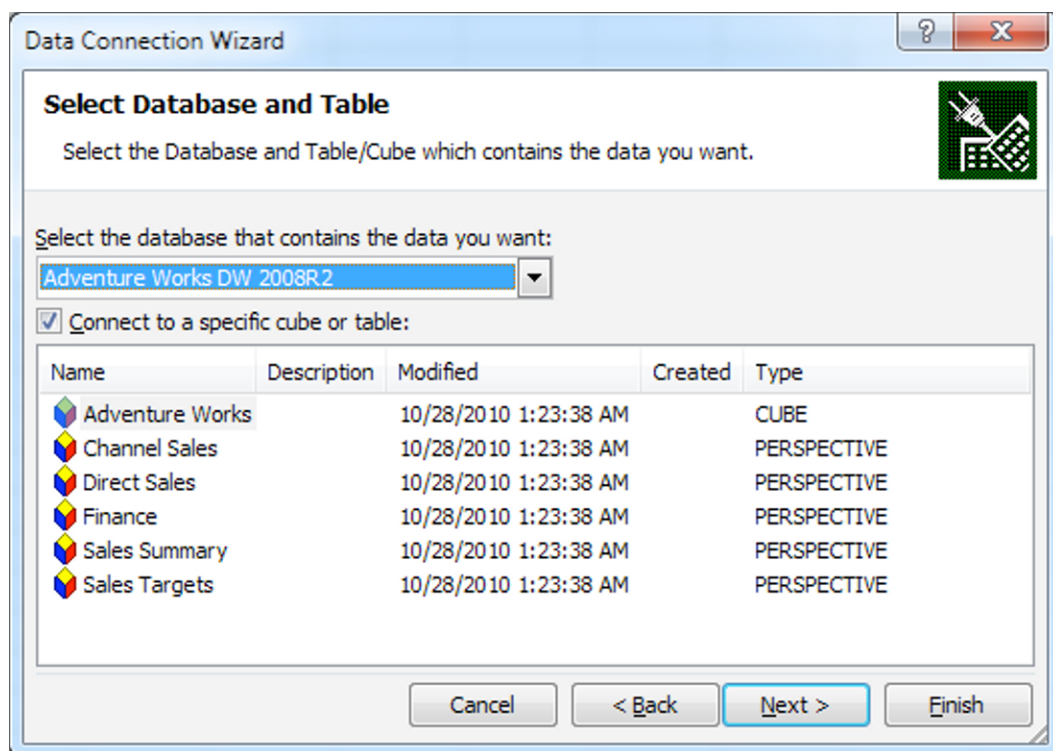 Data Connection Wizard
Select Database and Table
Select the Database and Table/Cube which contains the data you want.
Select the database that contains the data you want:
Adventure Works DW 2008R2
Connect to a specific cube or table:
Name Description Modified Created Type
Adventure Works 10/28/2010 1:23:38 AM CUBE
Channel Sales 10/28/2010 1:23:38 AM PERSPECTIVE
Direct Sales 10/28/2010 1:23:38 AM PERSPECTIVE
Finance 10/28/2010 1:23:38 AM PERSPECTIVE
Sales Summary 10/28/2010 1:23:38 AM PERSPECTIVE
Sales Targets 10/28/2010 1:23:38 AM PERSPECTIVE
Cancel < Back Next > Finish